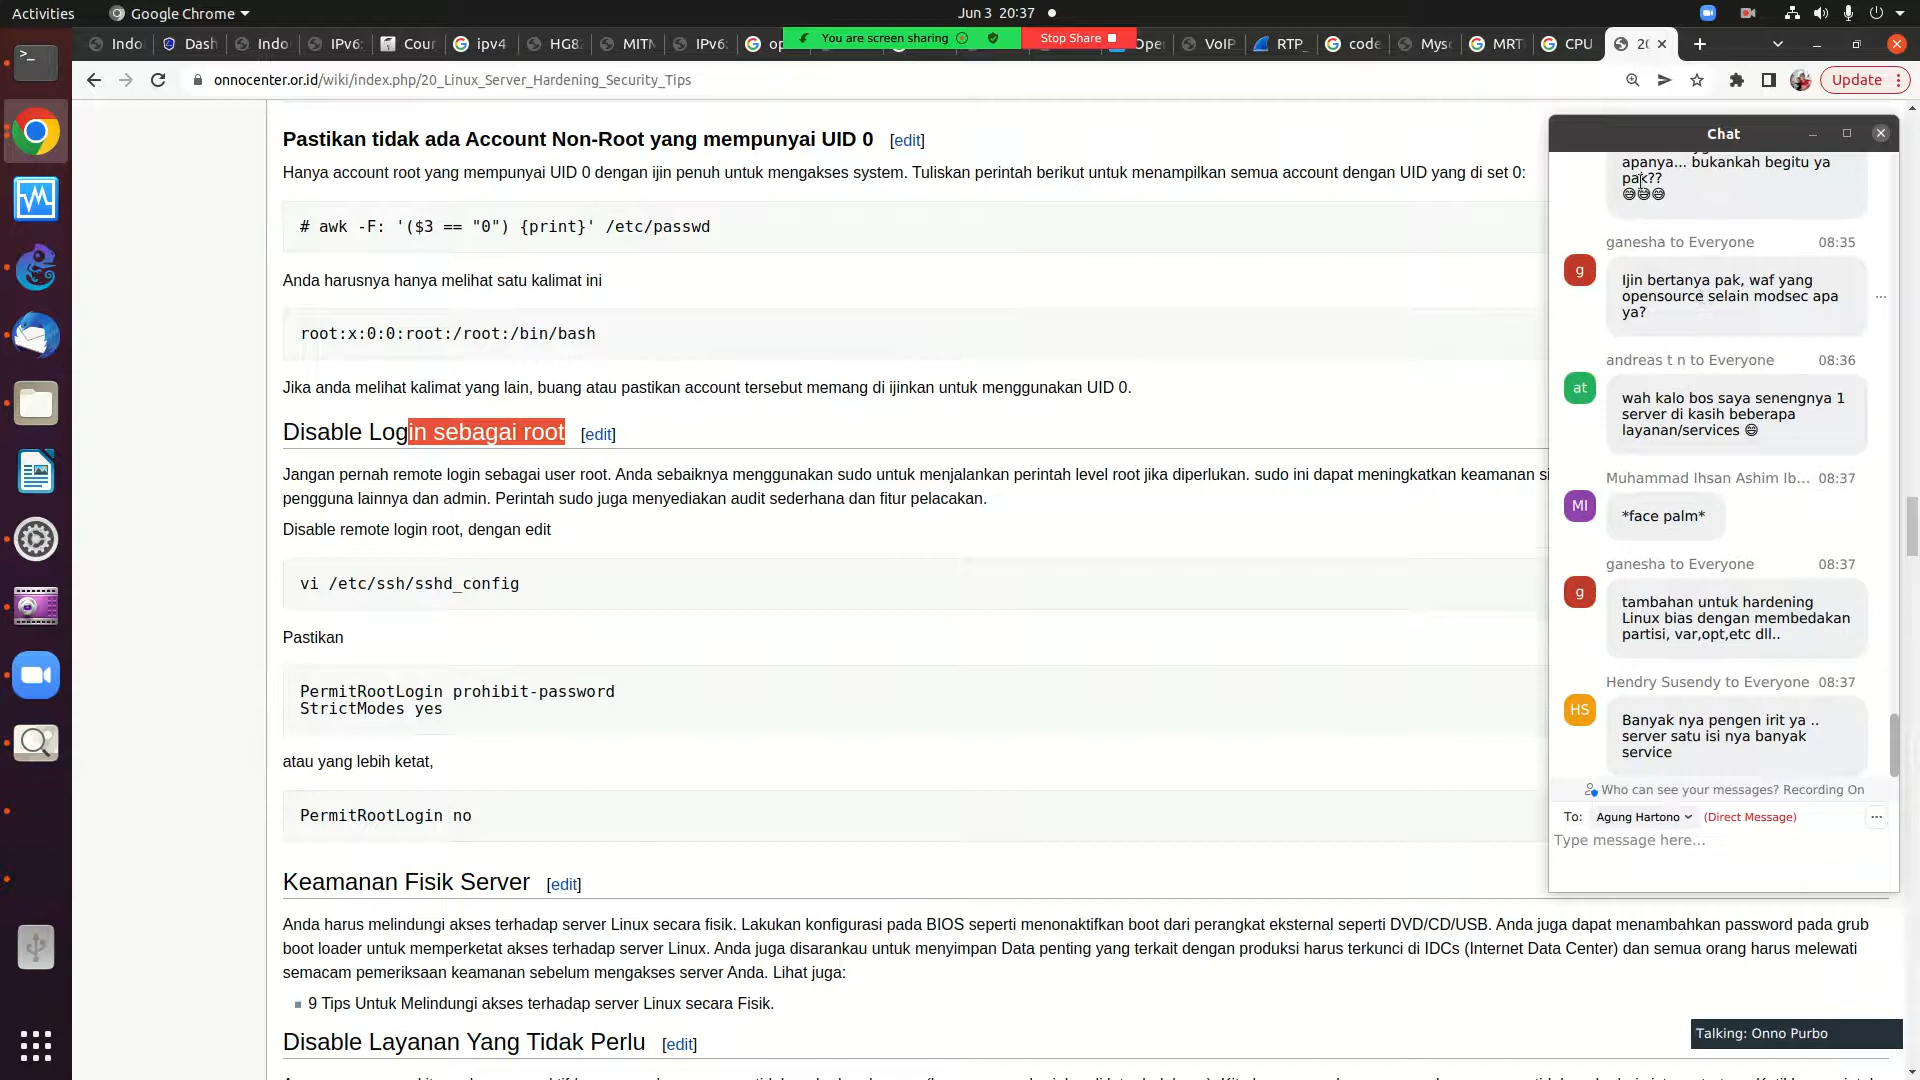 Activities
Google Chrome
Jun 3 20:37
Indo
Dash
Indo
IPv6:
Cour
ipv4
HG8
MITN
IPv6:
op
You are screen sharing
Stop Share
Oper
VoIP
RTP_
code
Mys
MRT
CPU
20
onnocenter.or.id/wiki/index.php/20_Linux_Server_Hardening_Security_Tips
Update
Pastikan tidak ada Account Non-Root yang mempunyai UID 0 [edit]
Hanya account root yang mempunyai UID 0 dengan ijin penuh untuk mengakses system. Tuliskan perintah berikut untuk menampilkan semua account dengan UID yang di set 0:
# awk -F: '($3 == "0") {print}' /etc/passwd
Anda harusnya hanya melihat satu kalimat ini
root:x:0:0:root:/root:/bin/bash
Jika anda melihat kalimat yang lain, buang atau pastikan account tersebut memang di ijinkan untuk menggunakan UID 0.
Disable Login sebagai root [edit]
Jangan pernah remote login sebagai user root. Anda sebaiknya menggunakan sudo untuk menjalankan perintah level root jika diperlukan. sudo ini dapat meningkatkan keamanan si
pengguna lainnya dan admin. Perintah sudo juga menyediakan audit sederhana dan fitur pelacakan.
Disable remote login root, dengan edit
vi /etc/ssh/sshd_config
Pastikan
PermitRootLogin prohibit-password
StrictModes yes
atau yang lebih ketat,
PermitRootLogin no
Keamanan Fisik Server [edit]
Anda harus melindungi akses terhadap server Linux secara fisik. Lakukan konfigurasi pada BIOS seperti menonaktifkan boot dari perangkat eksternal seperti DVD/CD/USB. Anda juga dapat menambahkan password pada grub
boot loader untuk memperketat akses terhadap server Linux. Anda juga disarankau untuk menyimpan Data penting yang terkait dengan produksi harus terkunci di IDCs (Internet Data Center) dan semua orang harus melewati
semacam pemeriksaan keamanan sebelum mengakses server Anda. Lihat juga:
9 Tips Untuk Melindungi akses terhadap server Linux secara Fisik.
Disable Layanan Yang Tidak Perlu [edit]
Chat
apanya... bukankah begitu ya
pak??
😅😅😅
ganesha to Everyone 08:35
g
Ijin bertanya pak, waf yang
opensource selain modsec apa
ya?
andreas t n to Everyone 08:36
at
wah kalo bos saya senengnya 1
server di kasih beberapa
layanan/services 😄
Muhammad Ihsan Ashim Ib... 08:37
MI
*face palm*
ganesha to Everyone 08:37
g
tambahan untuk hardening
Linux bias dengan membedakan
partisi, var,opt,etc dll..
Hendry Susendy to Everyone 08:37
HS
Banyak nya pengen irit ya ..
server satu isi nya banyak
service
Who can see your messages? Recording On
To: Agung Hartono (Direct Message)
Type message here...
Talking: Onno Purbo